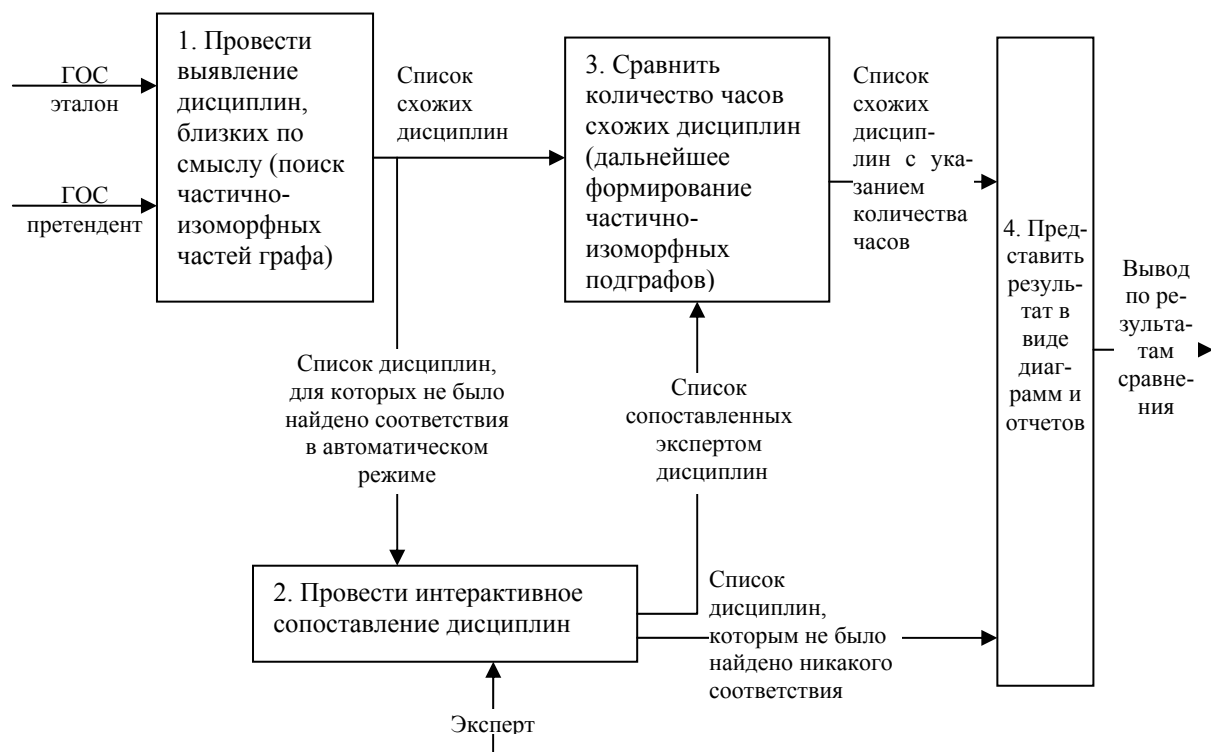 ГОС
эталон
ГОС
претендент
1. Провести
выявление
дисциплин,
близких по
смыслу (поиск
частично-
изоморфных
частей графа)
Список
схожих
дисциплин
3. Сравнить
количество часов
схожих дисциплин
(дальнейшее
формирование
частично-
изоморфных
подграфов)
Список
схожих
дисцип-
лин с ука-
занием
количества
часов
4. Пред-
ставить
резуль-
тат в
виде
диаг-
рамм и
отчетов
Вывод
по ре-
зульта-
там
сравне-
ния
Список дисциплин,
для которых не было
найдено соответствия
в автоматическом
режиме
Список
сопоставленных
экспертом
дисциплин
2. Провести интерактивное
сопоставление дисциплин
Список
дисциплин,
которым не было
найдено никакого
соответствия
Эксперт